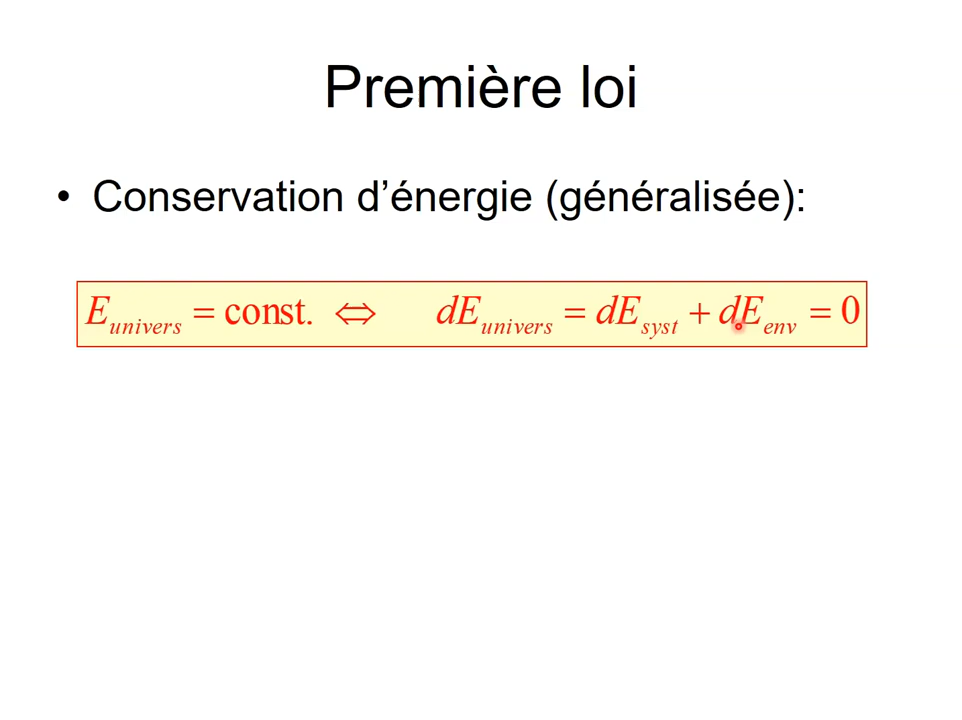 Première loi
• Conservation d’énergie (généralisée):
E_univers = const. ⇔ dE_univers = dE_syst + dE_env = 0